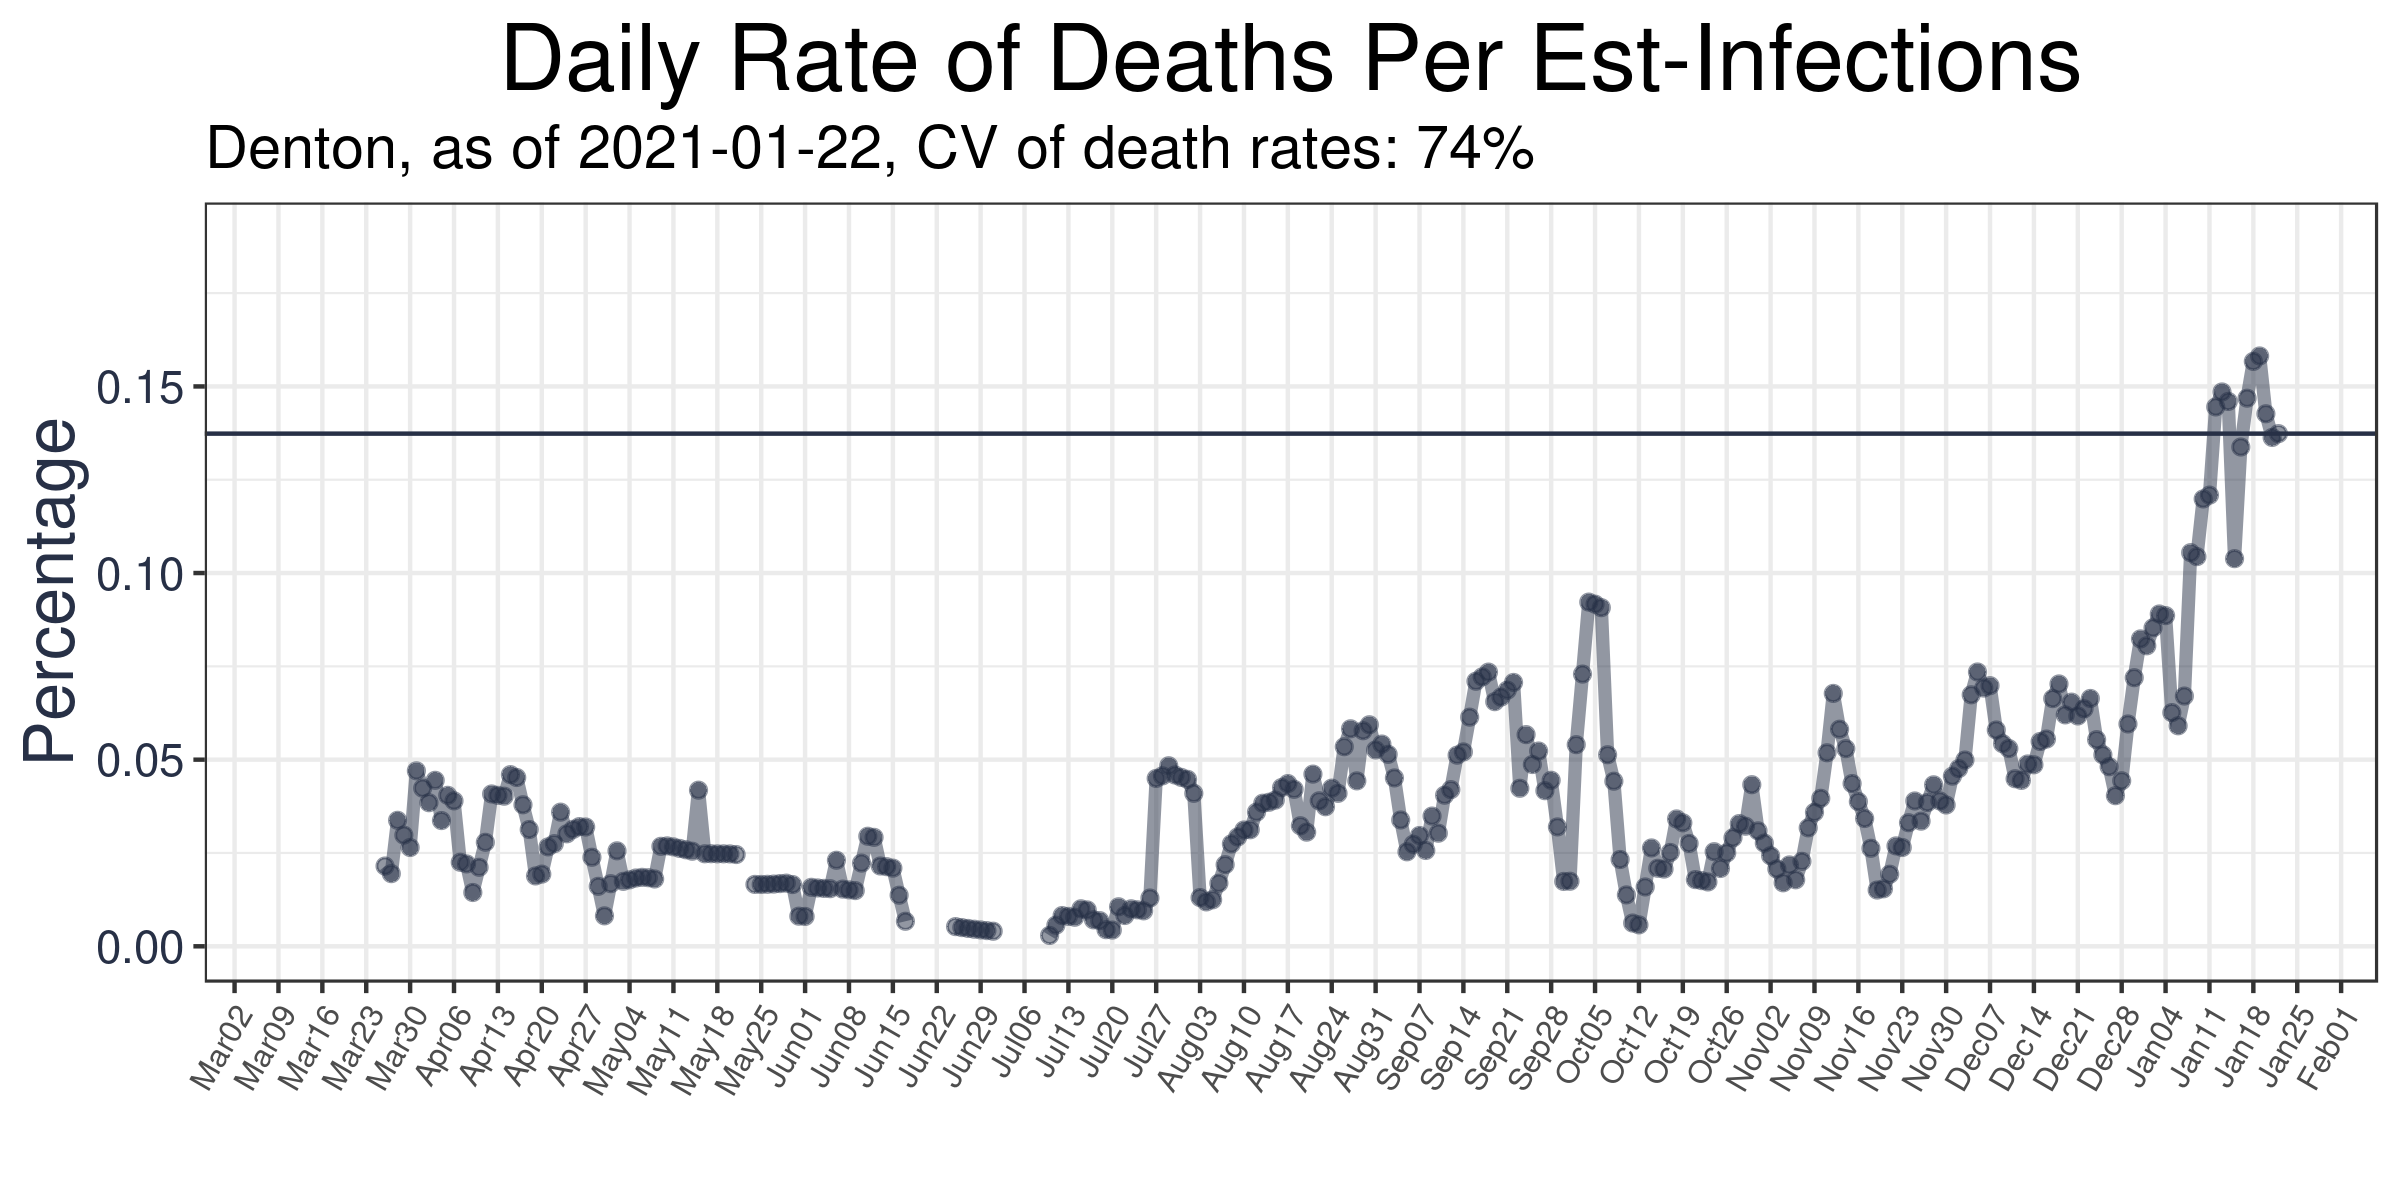 Daily Rate of Deaths Per Est-Infections
Denton, as of 2021-01-22, CV of death rates: 74%
Percentage
0.15
0.10
0.05
0.00
Mar02
Mar09
Mar16
Mar23
Mar30
Apr06
Apr13
Apr20
Apr27
May04
May11
May18
May25
Jun01
Jun08
Jun15
Jun22
Jun29
Jul06
Jul13
Jul20
Jul27
Aug03
Aug10
Aug17
Aug24
Aug31
Sep07
Sep14
Sep21
Sep28
Oct05
Oct12
Oct19
Oct26
Nov02
Nov09
Nov16
Nov23
Nov30
Dec07
Dec14
Dec21
Dec28
Jan04
Jan11
Jan18
Jan25
Feb01